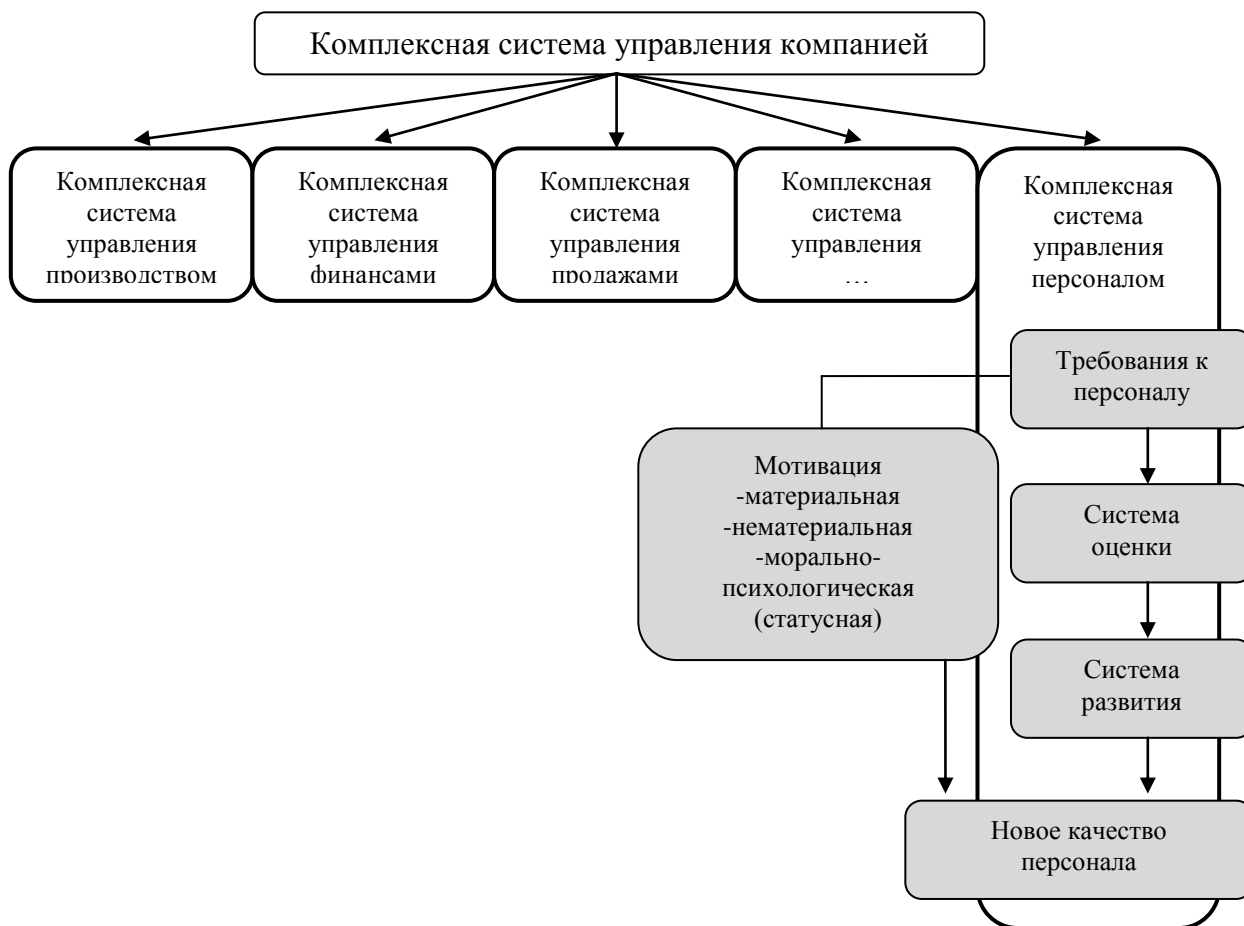 Комплексная система управления компанией
Комплексная
система
управления
производством
Комплексная
система
управления
финансами
Комплексная
система
управления
продажами
Комплексная
система
управления
…
Комплексная
система
управления
персоналом
Требования к
персоналу
Мотивация
-материальная
-нематериальная
-морально-
психологическая
(статусная)
Система
оценки
Система
развития
Новое качество
персонала